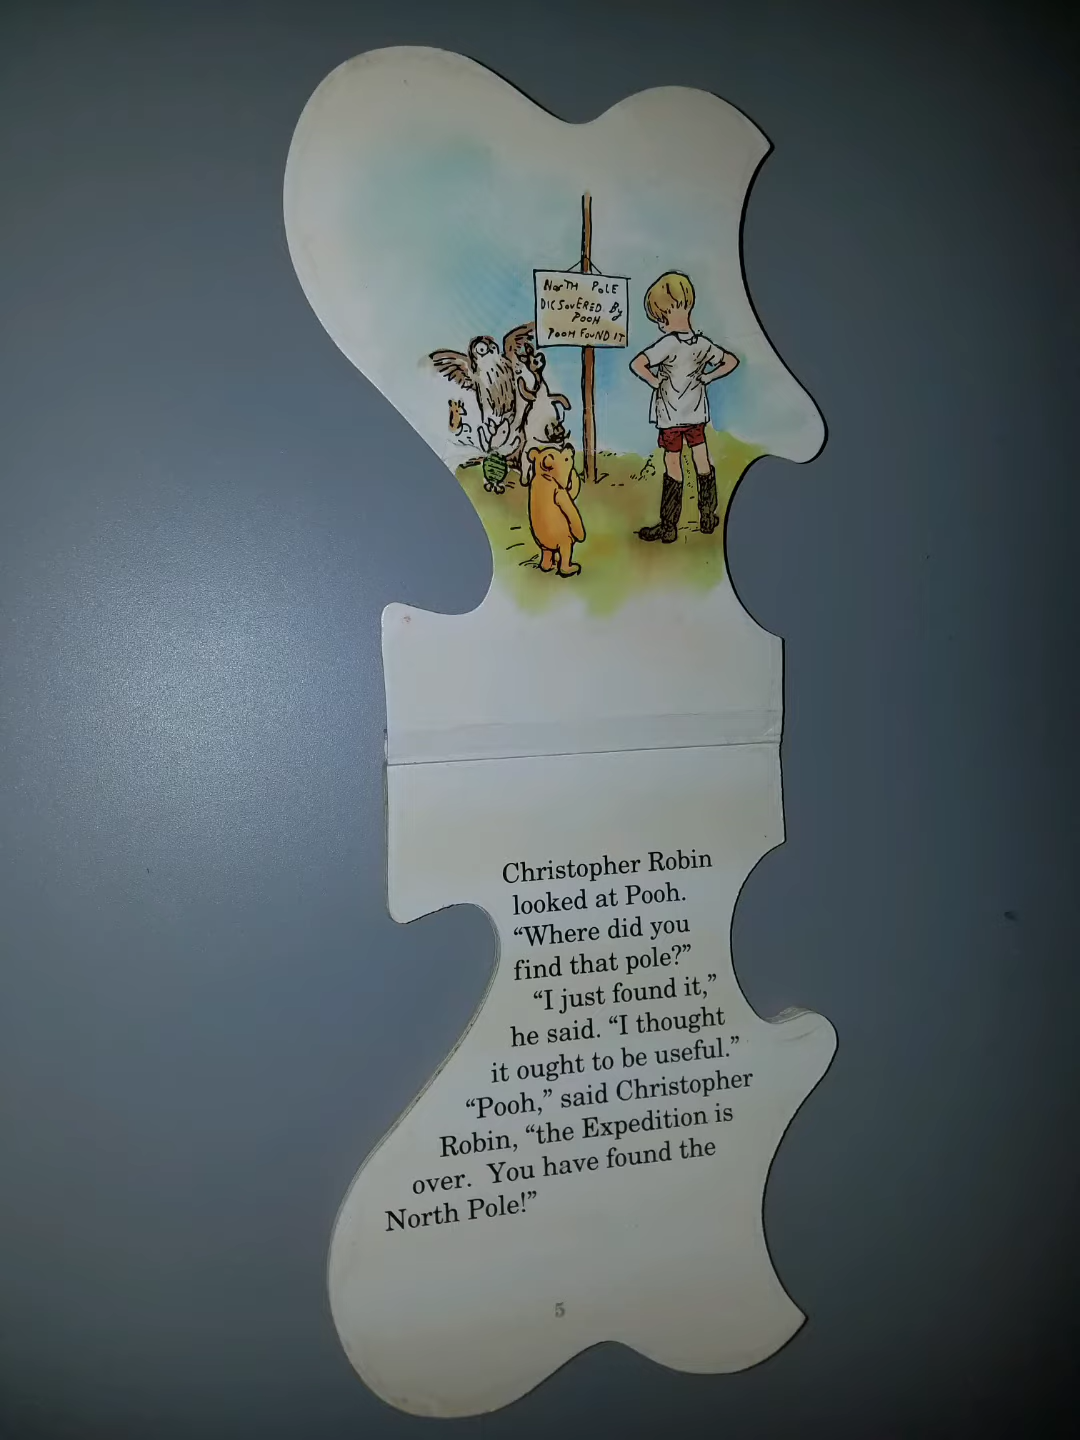 NorTH PoLE
DICSovERED By
PooH
PooH FouND IT
Christopher Robin
looked at Pooh.
“Where did you
find that pole?”
“I just found it,”
he said. “I thought
it ought to be useful.”
“Pooh,” said Christopher
Robin, “the Expedition is
over. You have found the
North Pole!”
5